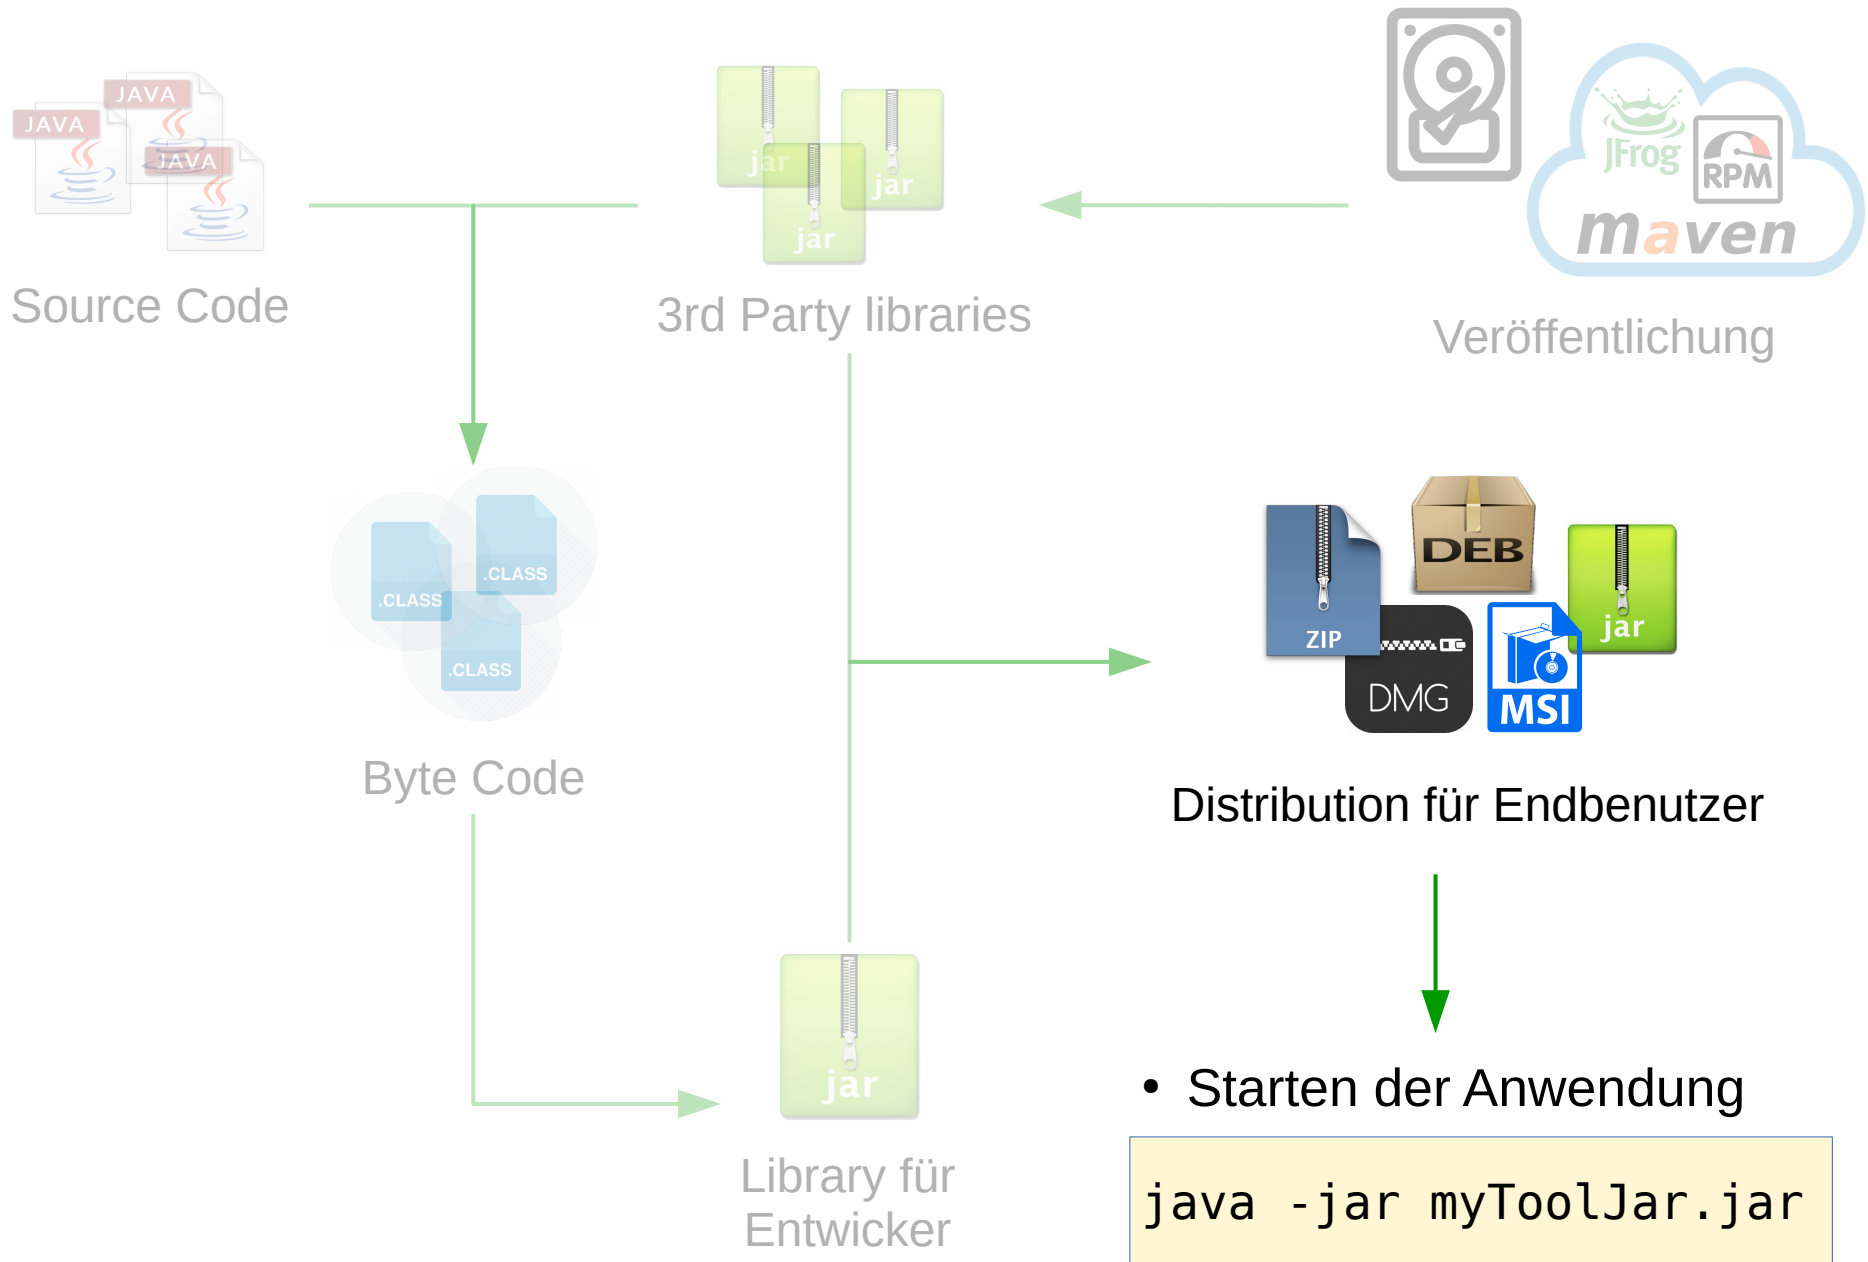 JAVA
JAVA
JAVA
Source Code
jar
jar
jar
3rd Party libraries
JFrog
RPM
maven
Veröffentlichung
.CLASS
.CLASS
.CLASS
Byte Code
ZIP
DEB
jar
DMG
MSI
Distribution für Endbenutzer
jar
Library für
Entwicker
• Starten der Anwendung
java -jar myToolJar.jar